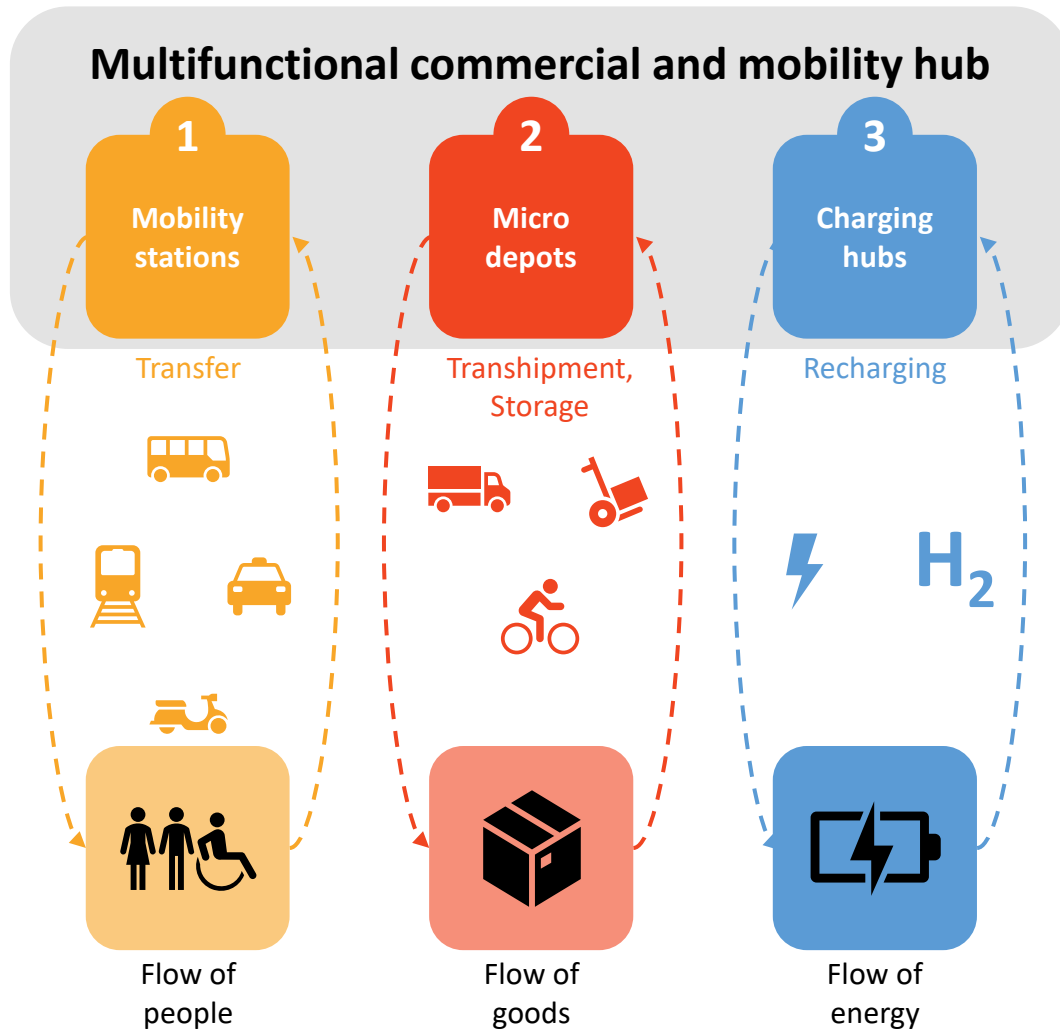 Multifunctional commercial and mobility hub
1
Mobility
stations
Transfer
Flow of
people
2
Micro
depots
Transhipment,
Storage
Flow of
goods
3
Charging
hubs
Recharging
H₂
Flow of
energy